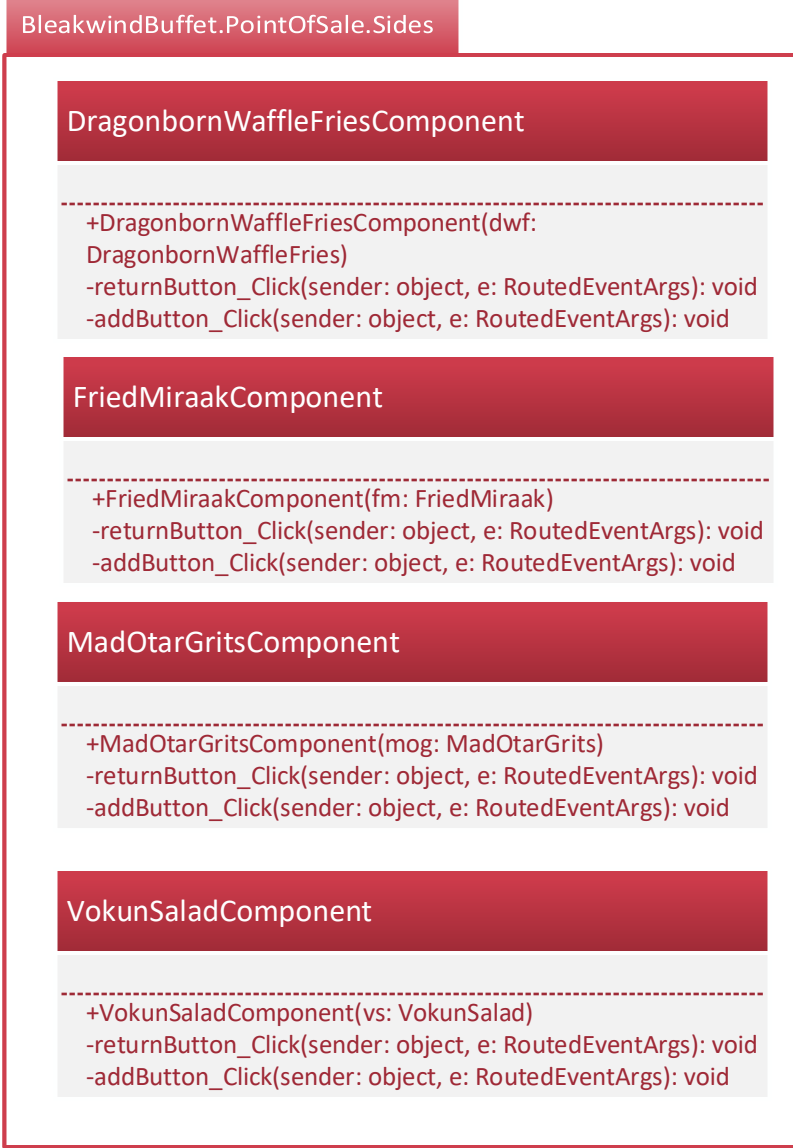 BleakwindBuffet.PointOfSale.Sides
DragonbornWaffleFriesComponent
+DragonbornWaffleFriesComponent(dwf:
DragonbornWaffleFries)
-returnButton_Click(sender: object, e: RoutedEventArgs): void
-addButton_Click(sender: object, e: RoutedEventArgs): void
FriedMiraakComponent
+FriedMiraakComponent(fm: FriedMiraak)
-returnButton_Click(sender: object, e: RoutedEventArgs): void
-addButton_Click(sender: object, e: RoutedEventArgs): void
MadOtarGritsComponent
+MadOtarGritsComponent(mog: MadOtarGrits)
-returnButton_Click(sender: object, e: RoutedEventArgs): void
-addButton_Click(sender: object, e: RoutedEventArgs): void
VokunSaladComponent
+VokunSaladComponent(vs: VokunSalad)
-returnButton_Click(sender: object, e: RoutedEventArgs): void
-addButton_Click(sender: object, e: RoutedEventArgs): void